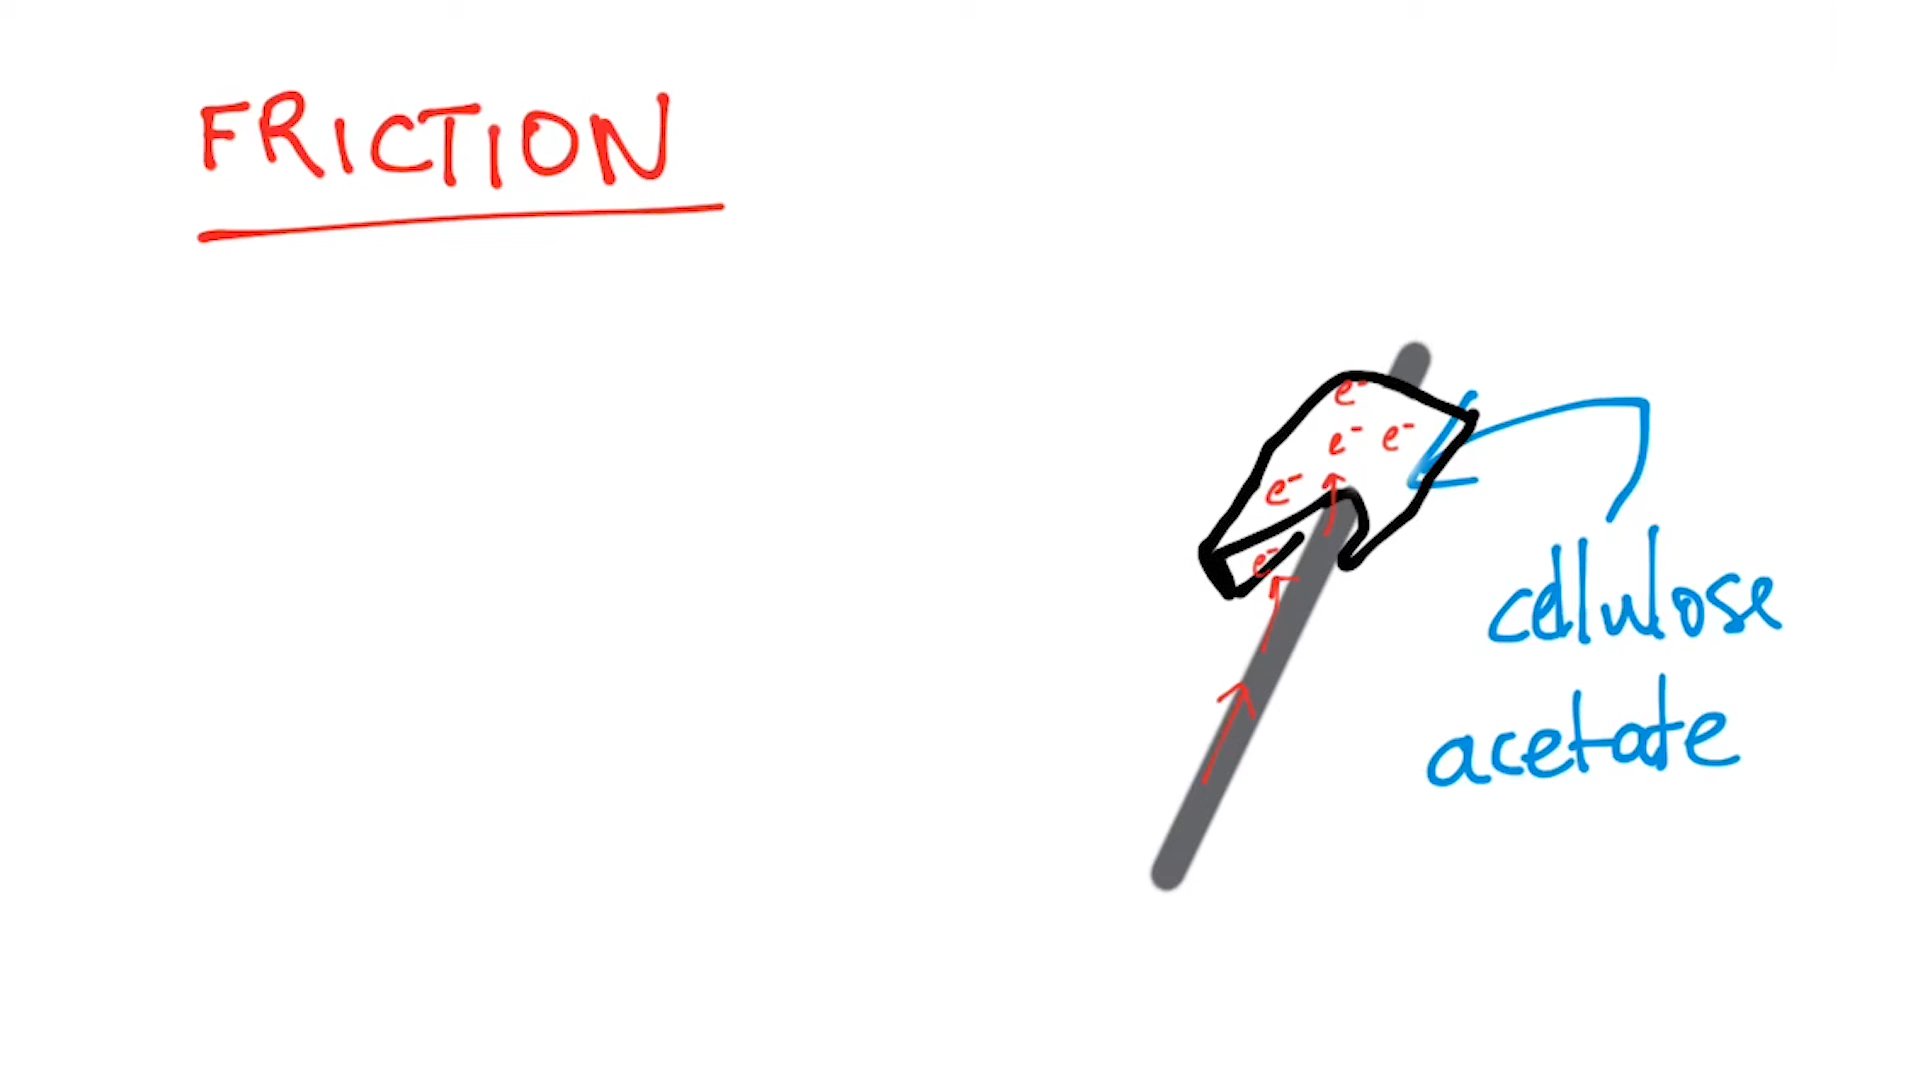 FRICTION
e-
e- e-
e-
e-
cellulose
acetate